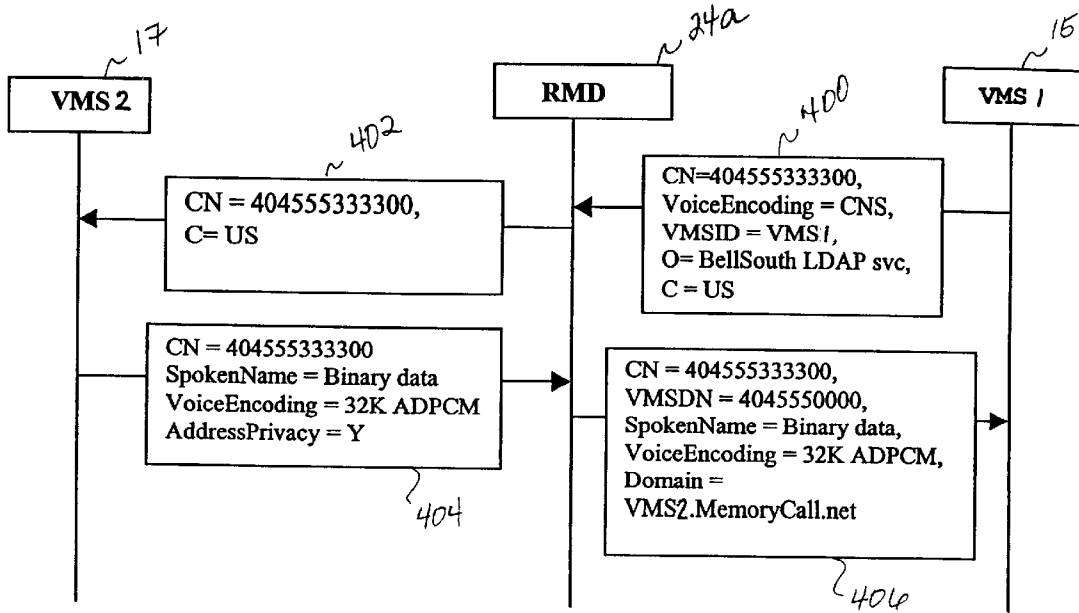 17
24a
15
VMS 2
RMD
VMS 1
402
400
CN = 404555333300,
C= US
CN=404555333300,
VoiceEncoding = CNS,
VMSID = VMS1,
O= BellSouth LDAP svc,
C = US
CN = 404555333300
SpokenName = Binary data
VoiceEncoding = 32K ADPCM
AddressPrivacy = Y
CN = 404555333300,
VMSDN = 4045550000,
SpokenName = Binary data,
VoiceEncoding = 32K ADPCM,
Domain =
VMS2.MemoryCall.net
404
406